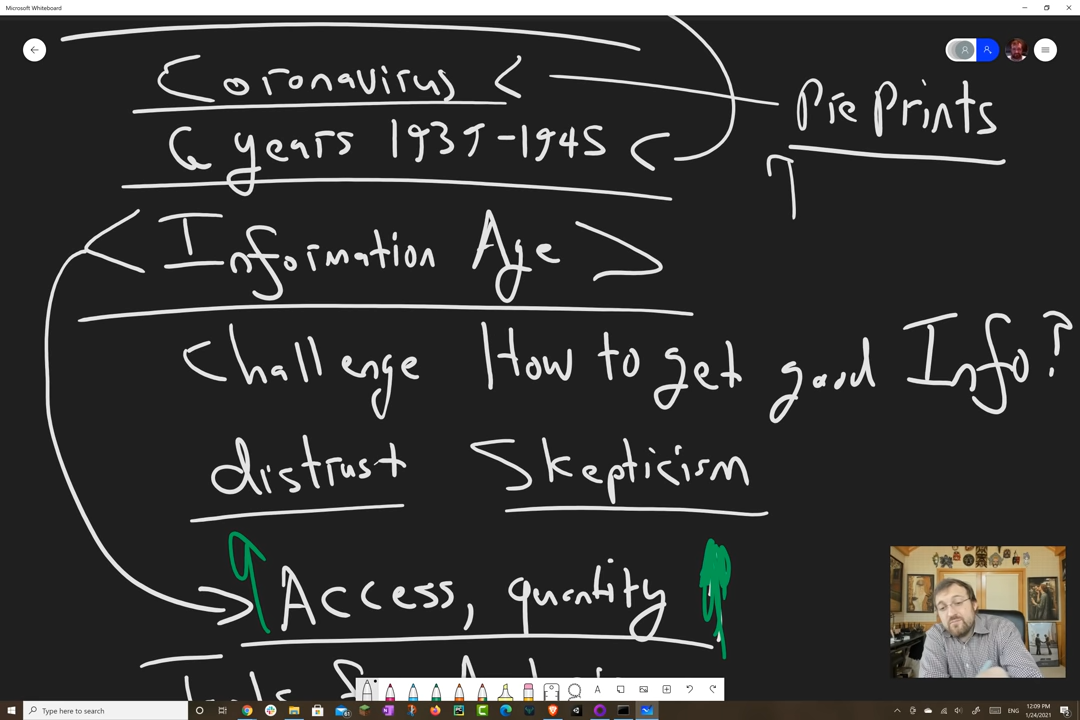 Microsoft Whiteboard
Coronavirus
PrePrints
6 years 1939-1945
Information Age
Challenge How to get good Info?
distrust Skepticism
Access, quantity
Type here to search
12:09 PM
1/24/2021